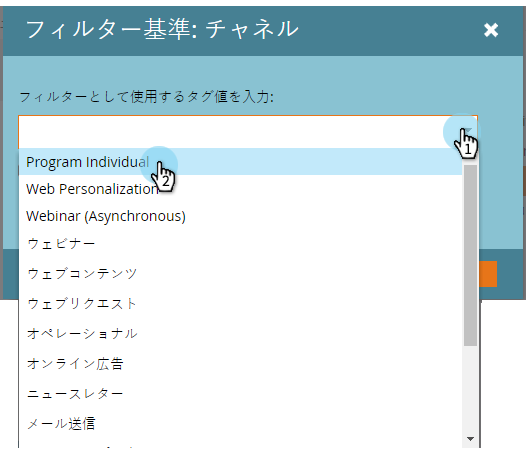 フィルター基準: チャネル
フィルターとして使用するタグ値を入力:
1
Program Individual
2
Web Personalization
Webinar (Asynchronous)
ウェビナー
ウェブコンテンツ
ウェブリクエスト
オペレーショナル
オンライン広告
ニュースレター
メール送信